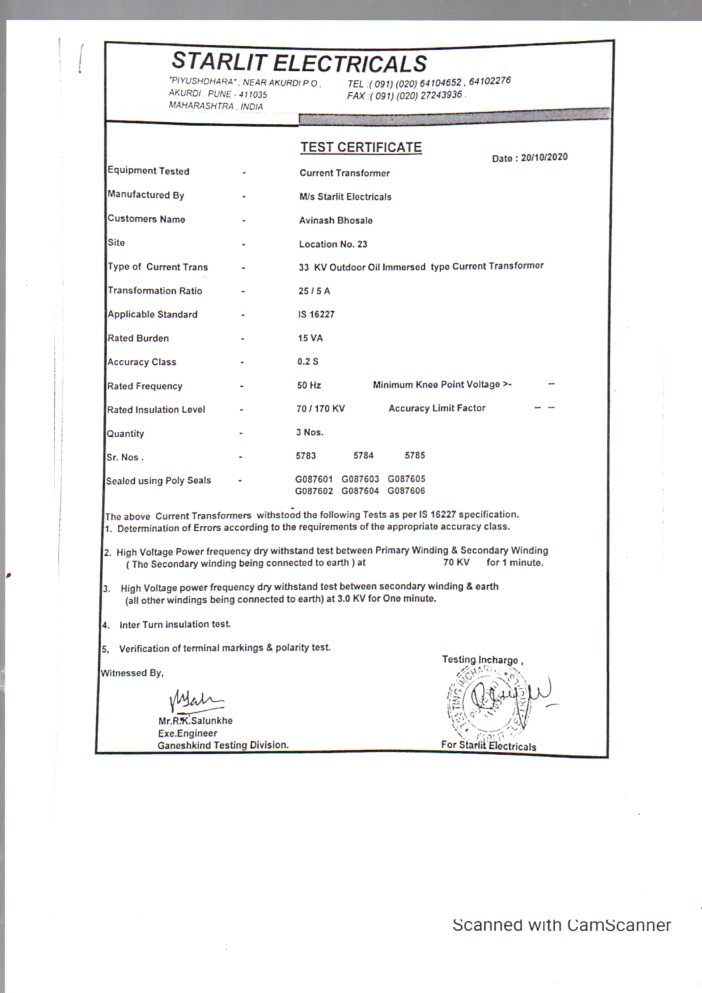 STARLIT ELECTRICALS
"PIYUSHDHARA", NEAR AKURDI P.O,
AKURDI, PUNE - 411035
MAHARASHTRA, INDIA
TEL :( 091) (020) 64104652 , 64102276
FAX :( 091) (020) 27243936 .
TEST CERTIFICATE
Date : 20/10/2020
Equipment Tested - Current Transformer
Manufactured By - M/s Starlit Electricals
Customers Name - Avinash Bhosale
Site - Location No. 23
Type of Current Trans - 33 KV Outdoor Oil Immersed type Current Transformer
Transformation Ratio - 25 / 5 A
Applicable Standard - IS 16227
Rated Burden - 15 VA
Accuracy Class - 0.2 S
Rated Frequency - 50 Hz Minimum Knee Point Voltage >- --
Rated Insulation Level - 70 / 170 KV Accuracy Limit Factor -- --
Quantity - 3 Nos.
Sr. Nos . - 5783 5784 5785
Sealed using Poly Seals - G087601 G087603 G087605
G087602 G087604 G087606
The above Current Transformers withstood the following Tests as per IS 16227 specification.
1. Determination of Errors according to the requirements of the appropriate accuracy class.
2. High Voltage Power frequency dry withstand test between Primary Winding & Secondary Winding
( The Secondary winding being connected to earth ) at 70 KV for 1 minute.
3. High Voltage power frequency dry withstand test between secondary winding & earth
(all other windings being connected to earth) at 3.0 KV for One minute.
4. Inter Turn insulation test.
5, Verification of terminal markings & polarity test.
Testing Incharge ,
Witnessed By,
Mr.R.K.Salunkhe
Exe.Engineer
Ganeshkind Testing Division.
For Starlit Electricals
Scanned with CamScanner